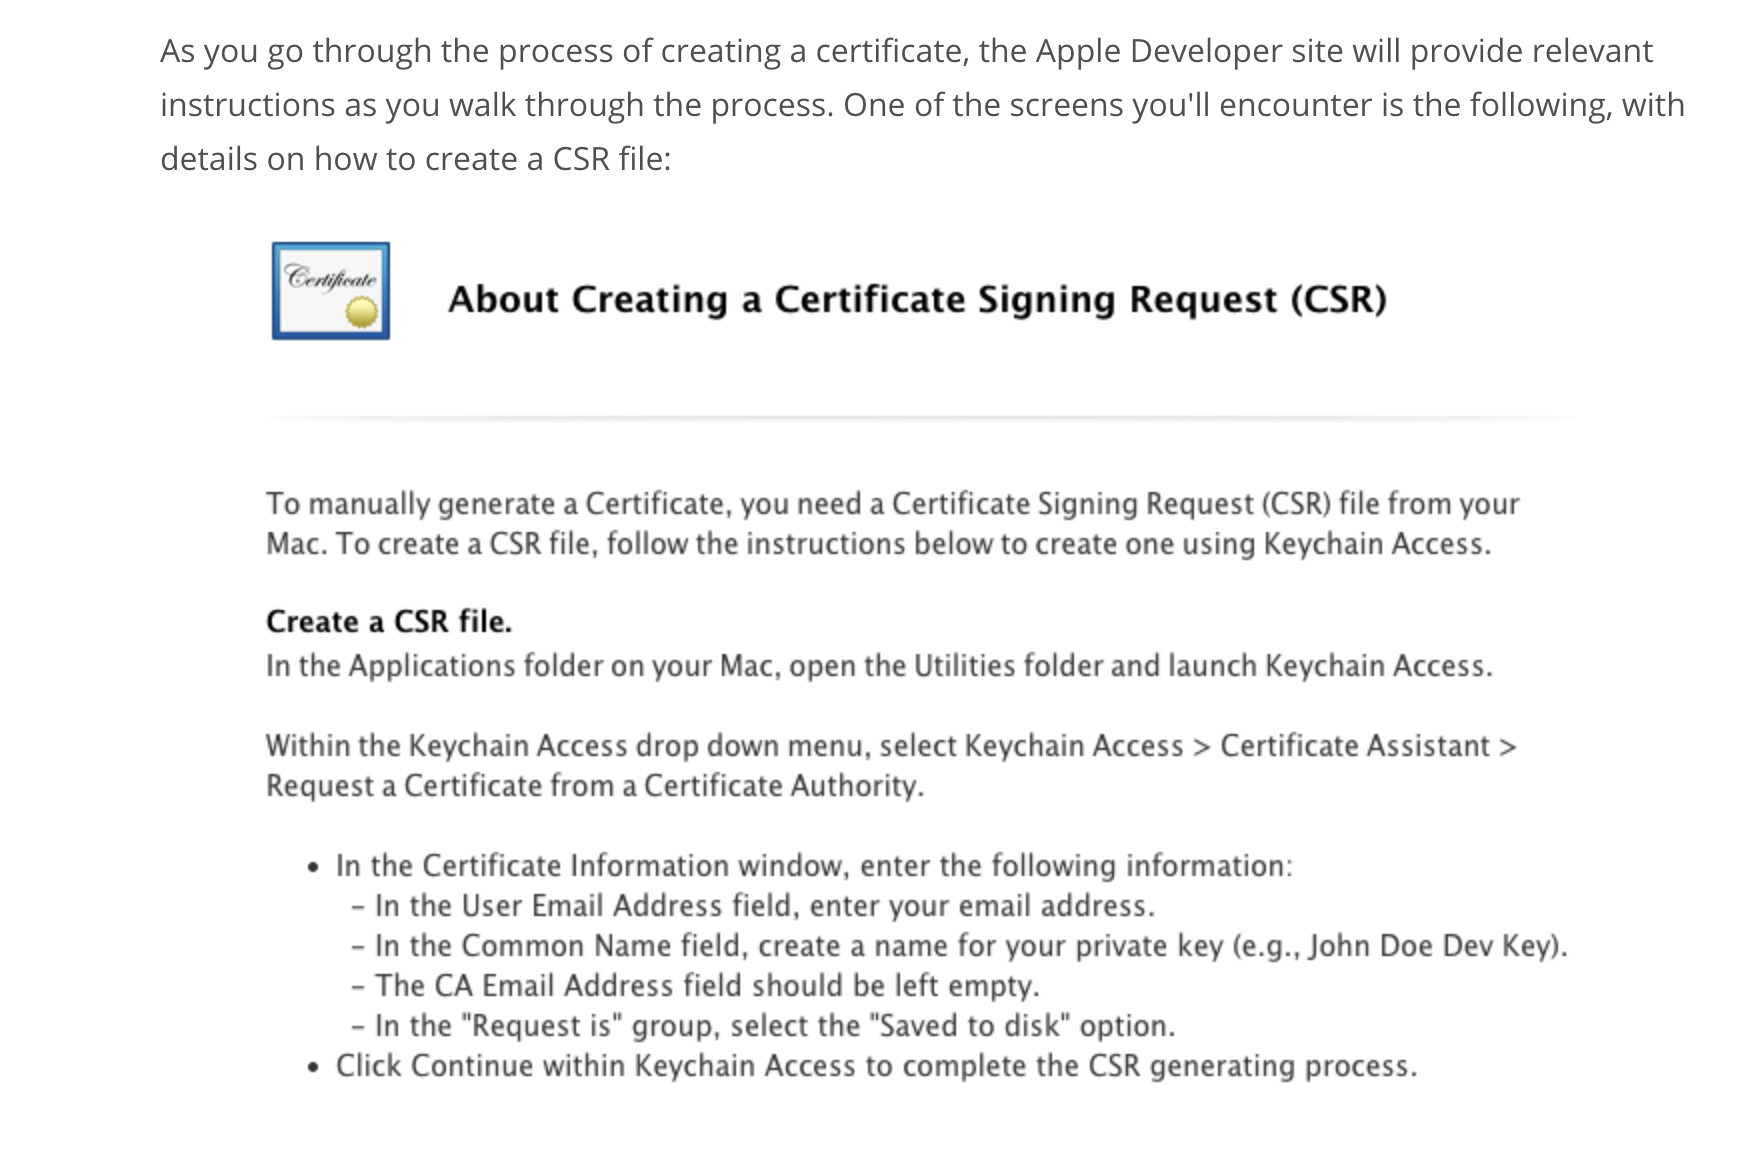 As you go through the process of creating a certificate, the Apple Developer site will provide relevant
instructions as you walk through the process. One of the screens you'll encounter is the following, with
details on how to create a CSR file:
Certificate
About Creating a Certificate Signing Request (CSR)
To manually generate a Certificate, you need a Certificate Signing Request (CSR) file from your
Mac. To create a CSR file, follow the instructions below to create one using Keychain Access.
Create a CSR file.
In the Applications folder on your Mac, open the Utilities folder and launch Keychain Access.
Within the Keychain Access drop down menu, select Keychain Access > Certificate Assistant >
Request a Certificate from a Certificate Authority.
• In the Certificate Information window, enter the following information:
– In the User Email Address field, enter your email address.
– In the Common Name field, create a name for your private key (e.g., John Doe Dev Key).
– The CA Email Address field should be left empty.
– In the "Request is" group, select the "Saved to disk" option.
• Click Continue within Keychain Access to complete the CSR generating process.